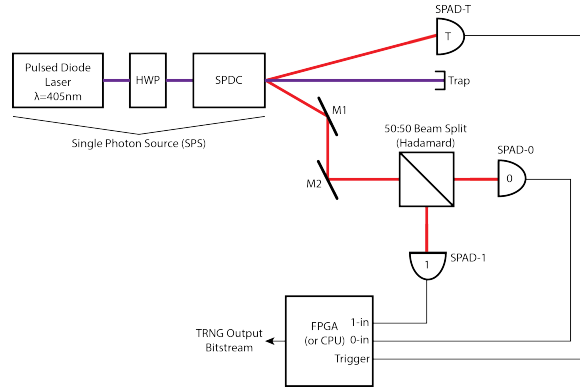 SPAD-T
T
Pulsed Diode
Laser
λ=405nm
HWP
SPDC
Trap
Single Photon Source (SPS)
M1
50:50 Beam Split
(Hadamard)
SPAD-0
M2
0
1
SPAD-1
TRNG Output
Bitstream
FPGA
(or CPU)
1-in
0-in
Trigger